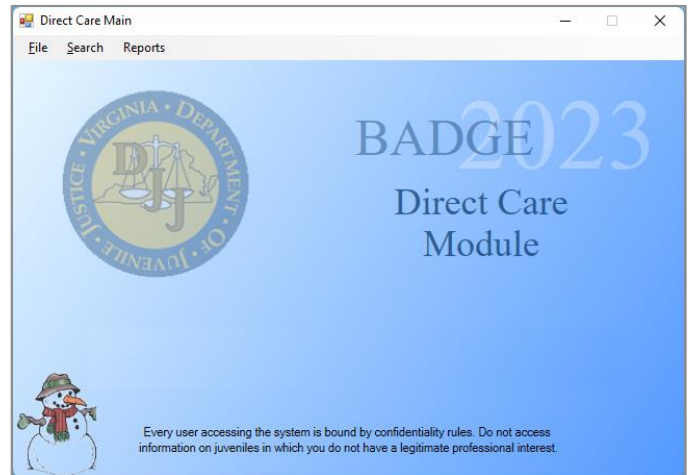 Direct Care Main
File Search Reports
VIRGINIA • DEPARTMENT • OF JUVENILE • JUSTICE
DJJ
BADGE 2023
Direct Care
Module
Every user accessing the system is bound by confidentiality rules. Do not access
information on juveniles in which you do not have a legitimate professional interest.